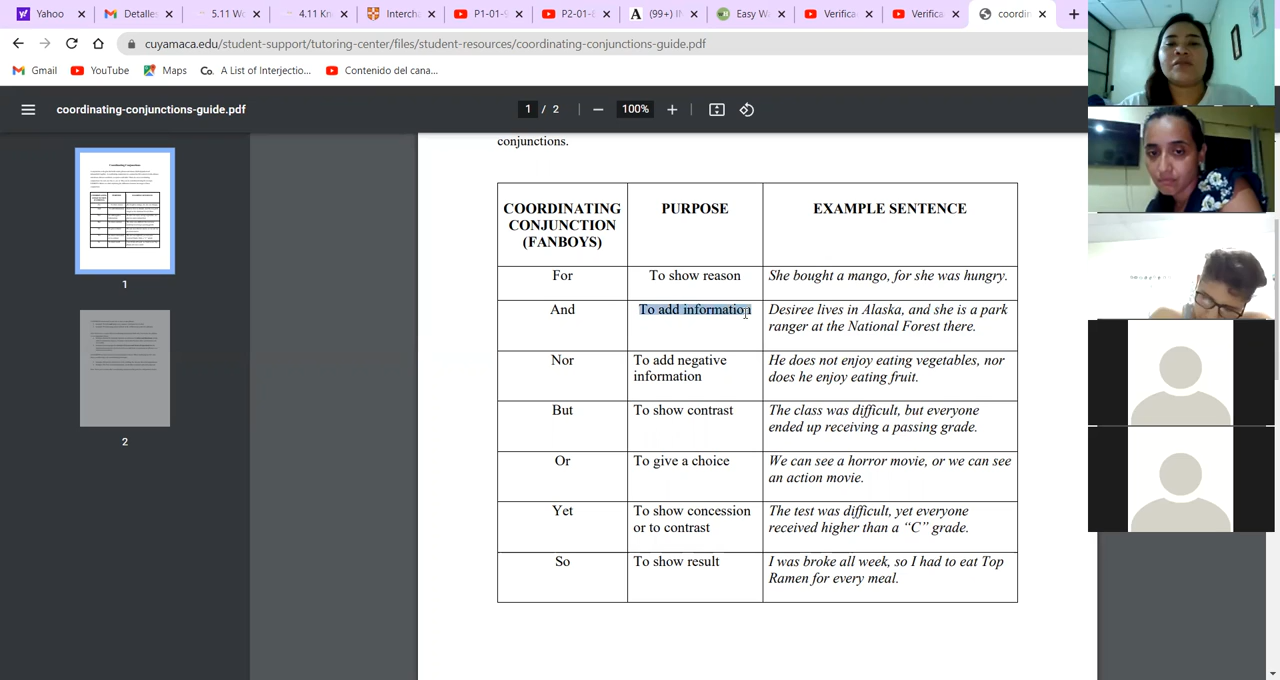 Yahoo
Detalles
5.11 Wo
4.11 Kn
Interch
P1-01-9
P2-01-6
(99+) I
Easy W
Verifica
Verifica
coordin
cuyamaca.edu/student-support/tutoring-center/files/student-resources/coordinating-conjunctions-guide.pdf
Gmail
YouTube
Maps
Co.
A List of Interjectio...
Contenido del cana...
coordinating-conjunctions-guide.pdf
1 / 2
100%
conjunctions.
COORDINATING
CONJUNCTION
(FANBOYS)
PURPOSE
EXAMPLE SENTENCE
For
To show reason
She bought a mango, for she was hungry.
And
To add information
Desiree lives in Alaska, and she is a park
ranger at the National Forest there.
Nor
To add negative
information
He does not enjoy eating vegetables, nor
does he enjoy eating fruit.
But
To show contrast
The class was difficult, but everyone
ended up receiving a passing grade.
Or
To give a choice
We can see a horror movie, or we can see
an action movie.
Yet
To show concession
or to contrast
The test was difficult, yet everyone
received higher than a “C” grade.
So
To show result
I was broke all week, so I had to eat Top
Ramen for every meal.
1
2